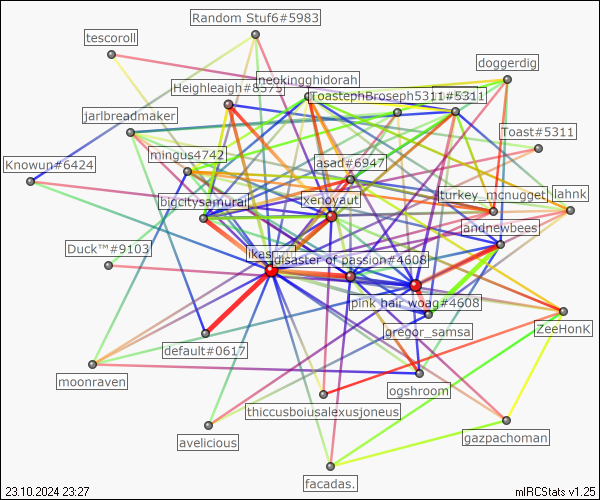 Random Stuf6#5983
tescoroll
doggerdig
neokingghidorah
Heighleaigh#8575
ToastephBroseph5311#5311
jarlbreadmaker
Toast#5311
mingus4742
asad#6947
Knowun#6424
turkey_mcnugget
lahnk
xenoyaut
bigcitysamurai
andnewbees
Duck™#9103
disaster of passion#4608
pink hair woag#4608
gregor_samsa
ZeeHonK
default#0617
moonraven
ogshroom
thiccusboiusalexusjoneus
avelicious
gazpachoman
facadas.
23.10.2024 23:27
mIRCStats v1.25